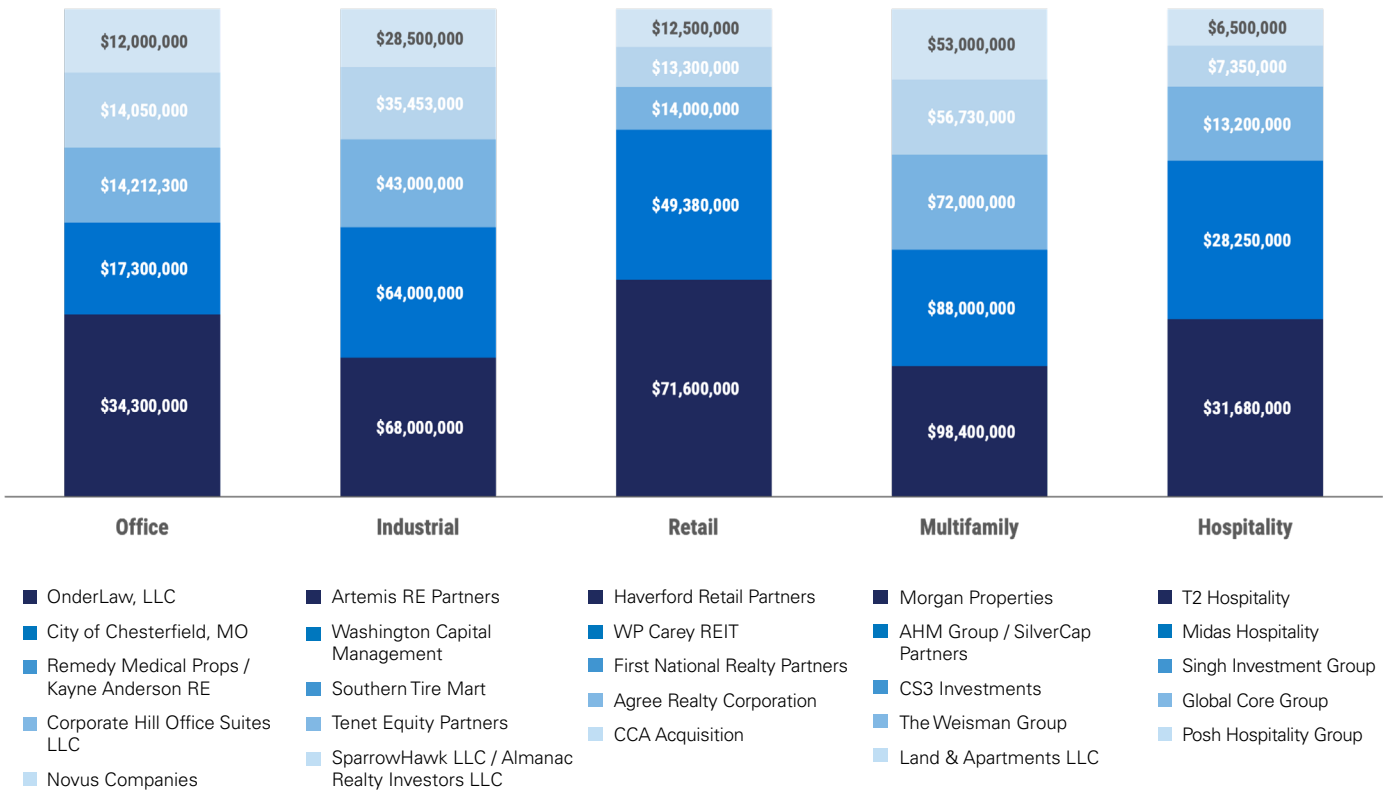 $12,000,000
$14,050,000
$14,212,300
$17,300,000
$34,300,000
$28,500,000
$35,453,000
$43,000,000
$64,000,000
$68,000,000
$12,500,000
$13,300,000
$14,000,000
$49,380,000
$71,600,000
$53,000,000
$56,730,000
$72,000,000
$88,000,000
$98,400,000
$6,500,000
$7,350,000
$13,200,000
$28,250,000
$31,680,000
Office
Industrial
Retail
Multifamily
Hospitality
OnderLaw, LLC
City of Chesterfield, MO
Remedy Medical Props /
Kayne Anderson RE
Corporate Hill Office Suites
LLC
Novus Companies
Artemis RE Partners
Washington Capital
Management
Southern Tire Mart
Tenet Equity Partners
SparrowHawk LLC / Almanac
Realty Investors LLC
Haverford Retail Partners
WP Carey REIT
First National Realty Partners
Agree Realty Corporation
CCA Acquisition
Morgan Properties
AHM Group / SilverCap
Partners
CS3 Investments
The Weisman Group
Land & Apartments LLC
T2 Hospitality
Midas Hospitality
Singh Investment Group
Global Core Group
Posh Hospitality Group